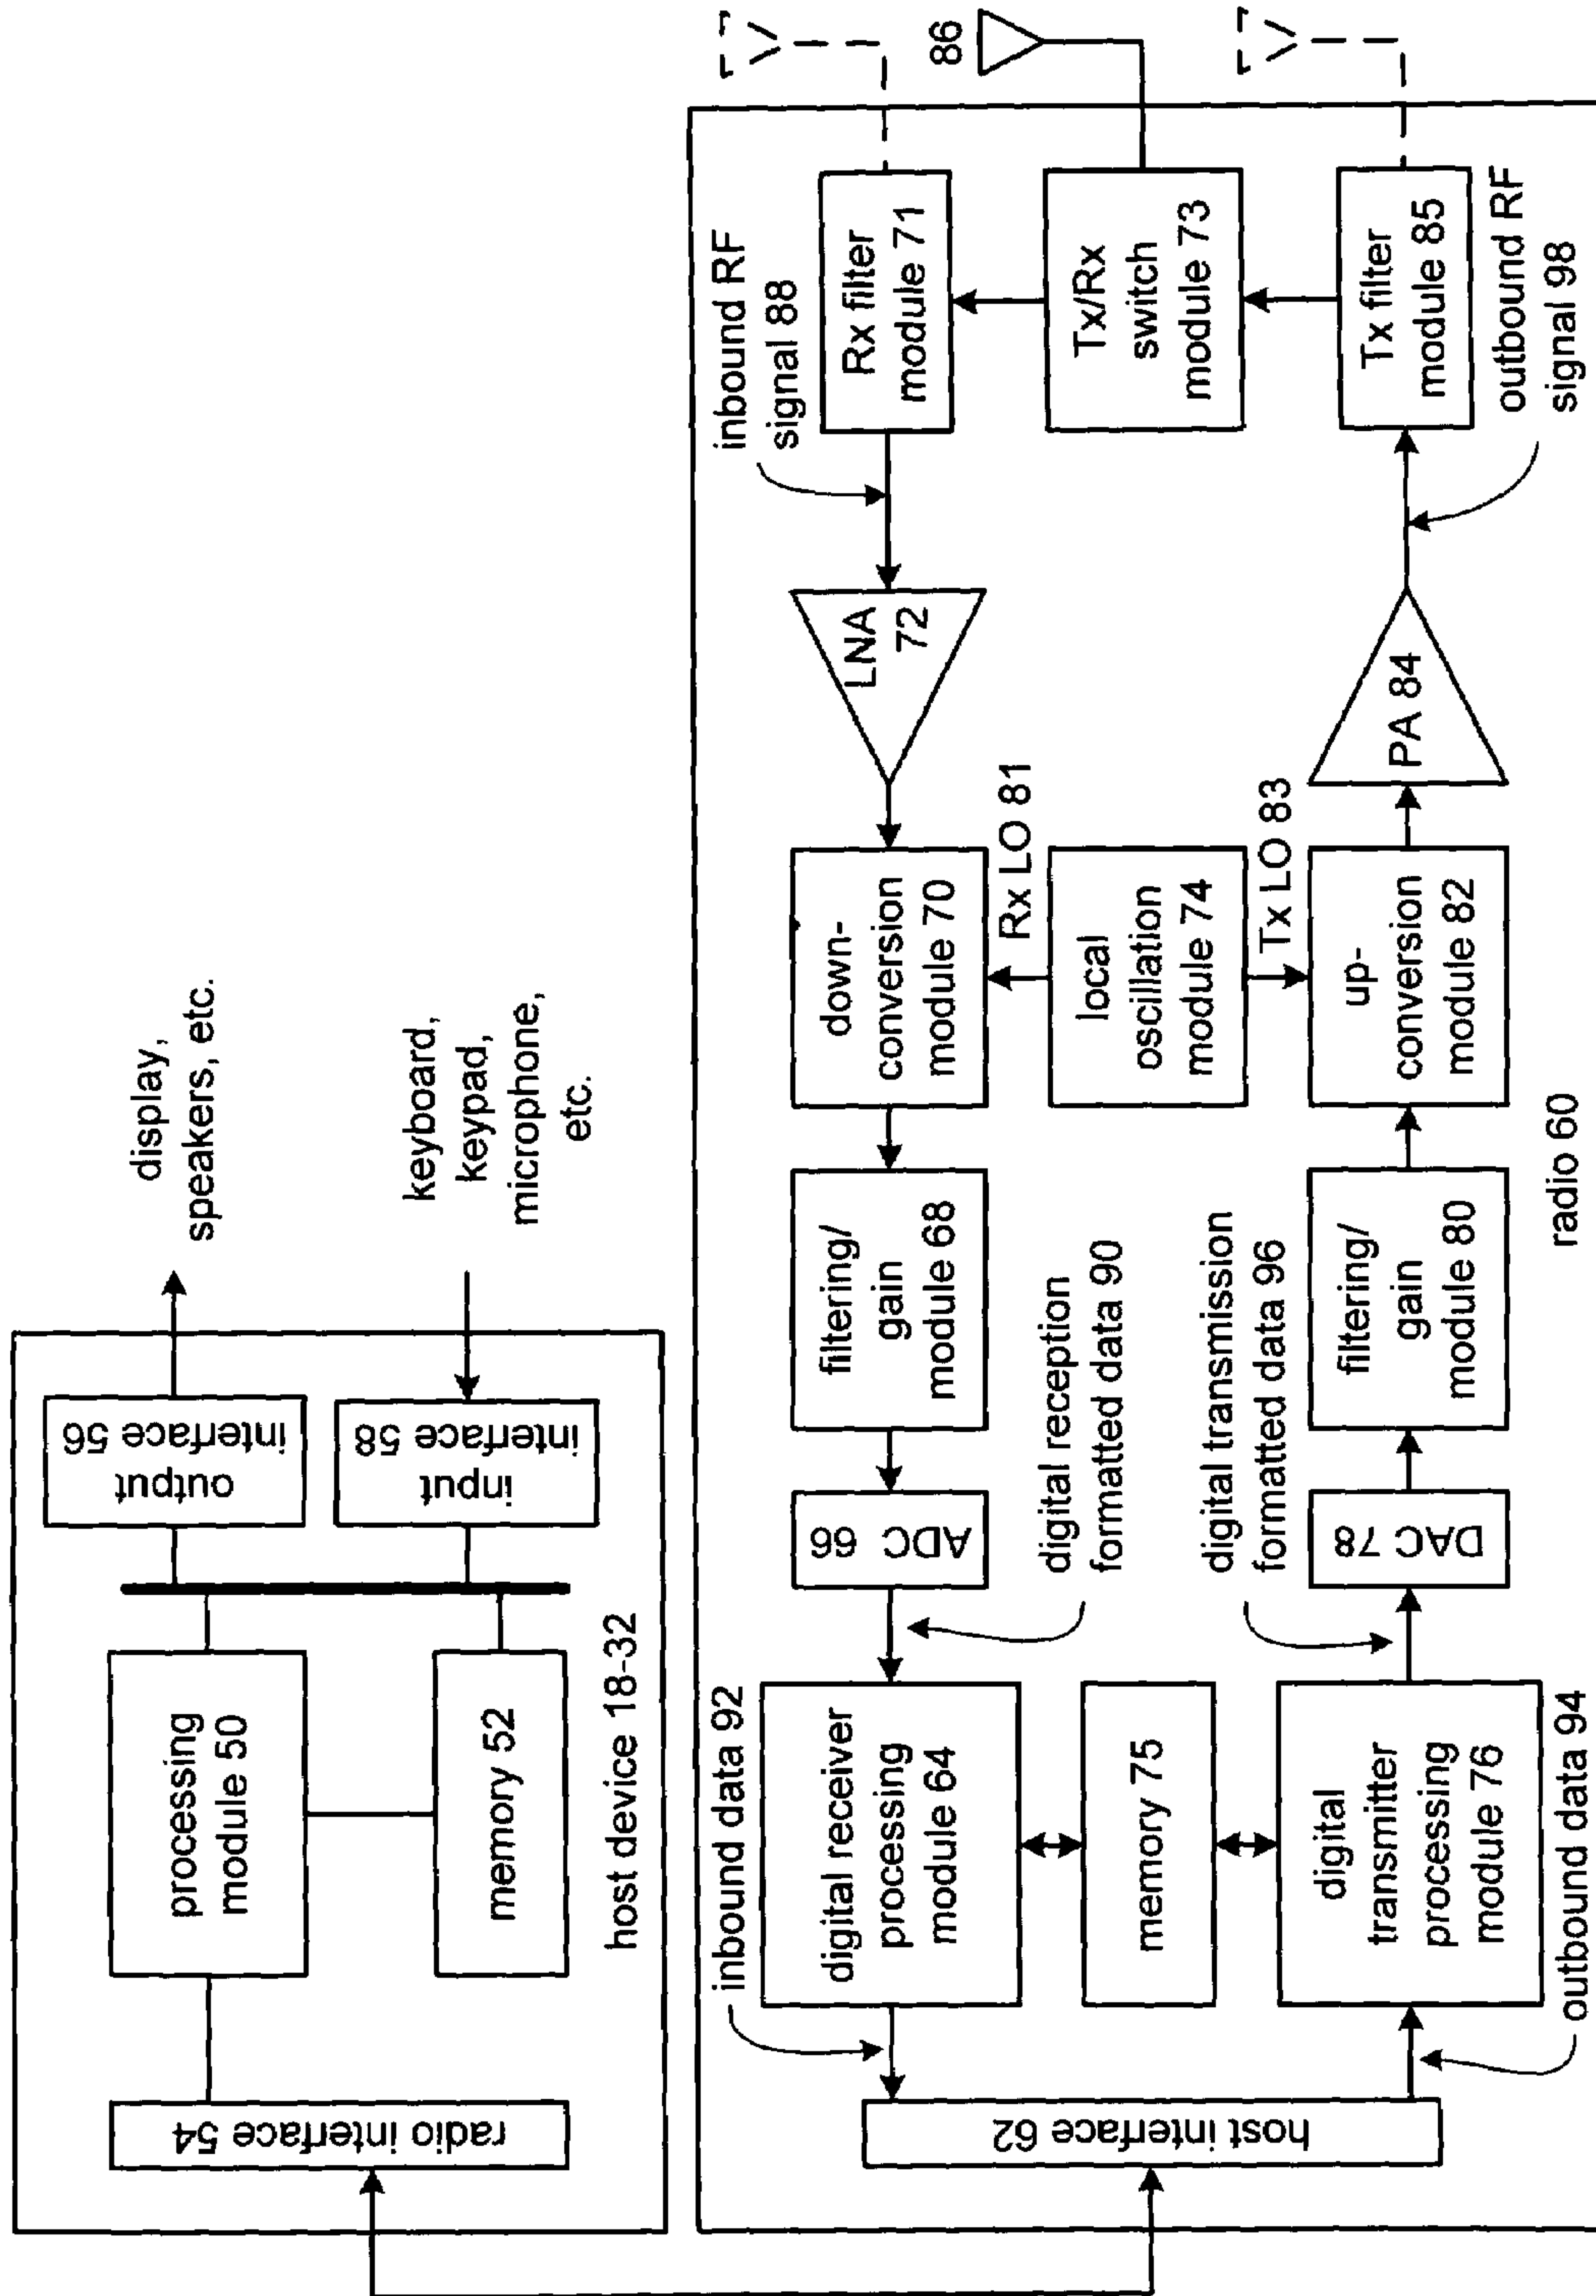 radio interface 54
processing
module 50
memory 52
output
interface 56
input
interface 58
display,
speakers, etc.
keyboard,
keypad,
microphone,
etc.
host device 18-32
host interface 62
inbound data 92
digital receiver
processing
module 64
memory 75
digital
transmitter
processing
module 76
outbound data 94
ADC 66
digital reception
formatted data 90
digital transmission
formatted data 96
DAC 78
filtering/
gain
module 68
filtering/
gain
module 80
down-
conversion
module 70
Rx LO 81
local
oscillation
module 74
Tx LO 83
up-
conversion
module 82
radio 60
LNA
72
PA 84
inbound RF
signal 88
Rx filter
module 71
Tx/Rx
switch
module 73
Tx filter
module 85
outbound RF
signal 98
86